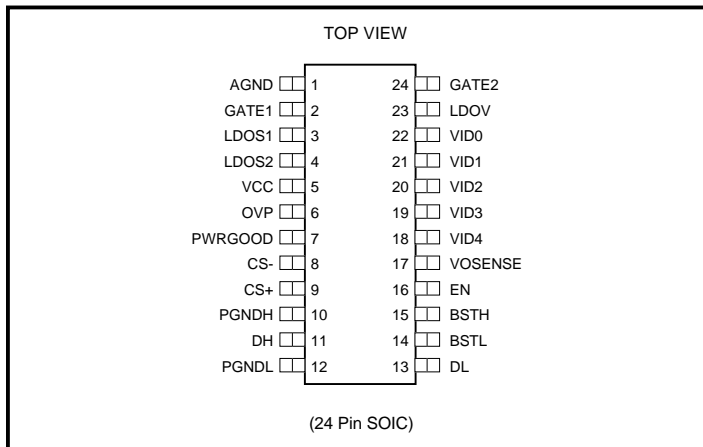 TOP VIEW
AGND 1 24 GATE2
GATE1 2 23 LDOV
LDOS1 3 22 VID0
LDOS2 4 21 VID1
VCC 5 20 VID2
OVP 6 19 VID3
PWRGOOD 7 18 VID4
CS- 8 17 VOSENSE
CS+ 9 16 EN
PGNDH 10 15 BSTH
DH 11 14 BSTL
PGNDL 12 13 DL
(24 Pin SOIC)